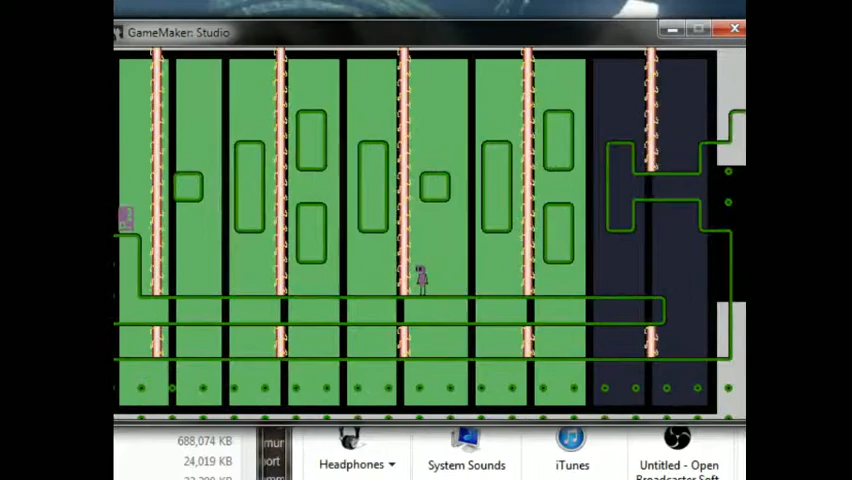 GameMaker: Studio
688,074 KB
24,019 KB
Headphones
System Sounds
iTunes
Untitled - Open